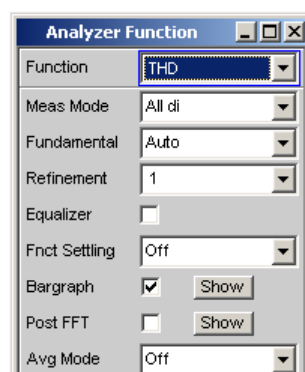 Analyzer Function
Function THD
Meas Mode All di
Fundamental Auto
Refinement 1
Equalizer
Fnct Settling Off
Bargraph Show
Post FFT Show
Avg Mode Off